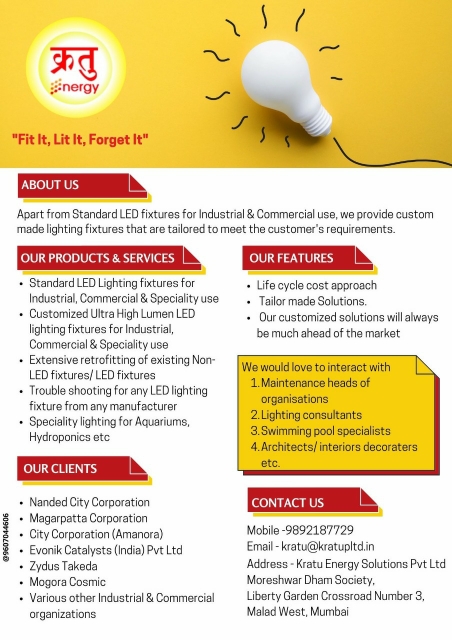 क्रतु
Energy
"Fit It, Lit It, Forget It"
ABOUT US
Apart from Standard LED fixtures for Industrial & Commercial use, we provide custom
made lighting fixtures that are tailored to meet the customer's requirements.
OUR PRODUCTS & SERVICES
• Standard LED Lighting fixtures for
Industrial, Commercial & Speciality use
• Customized Ultra High Lumen LED
lighting fixtures for Industrial,
Commercial & Speciality use
• Extensive retrofitting of existing Non-
LED fixtures/ LED fixtures
• Trouble shooting for any LED lighting
fixture from any manufacturer
• Speciality lighting for Aquariums,
Hydroponics etc
OUR CLIENTS
• Nanded City Corporation
• Magarpatta Corporation
• City Corporation (Amanora)
• Evonik Catalysts (India) Pvt Ltd
• Zydus Takeda
• Mogora Cosmic
• Various other Industrial & Commercial
organizations
@9607044606
OUR FEATURES
• Life cycle cost approach
• Tailor made Solutions.
• Our customized solutions will always
be much ahead of the market
We would love to interact with
1. Maintenance heads of
organisations
2. Lighting consultants
3. Swimming pool specialists
4. Architects/ interiors decoraters
etc.
CONTACT US
Mobile -9892187729
Email - kratu@kratupltd.in
Address - Kratu Energy Solutions Pvt Ltd
Moreshwar Dham Society,
Liberty Garden Crossroad Number 3,
Malad West, Mumbai